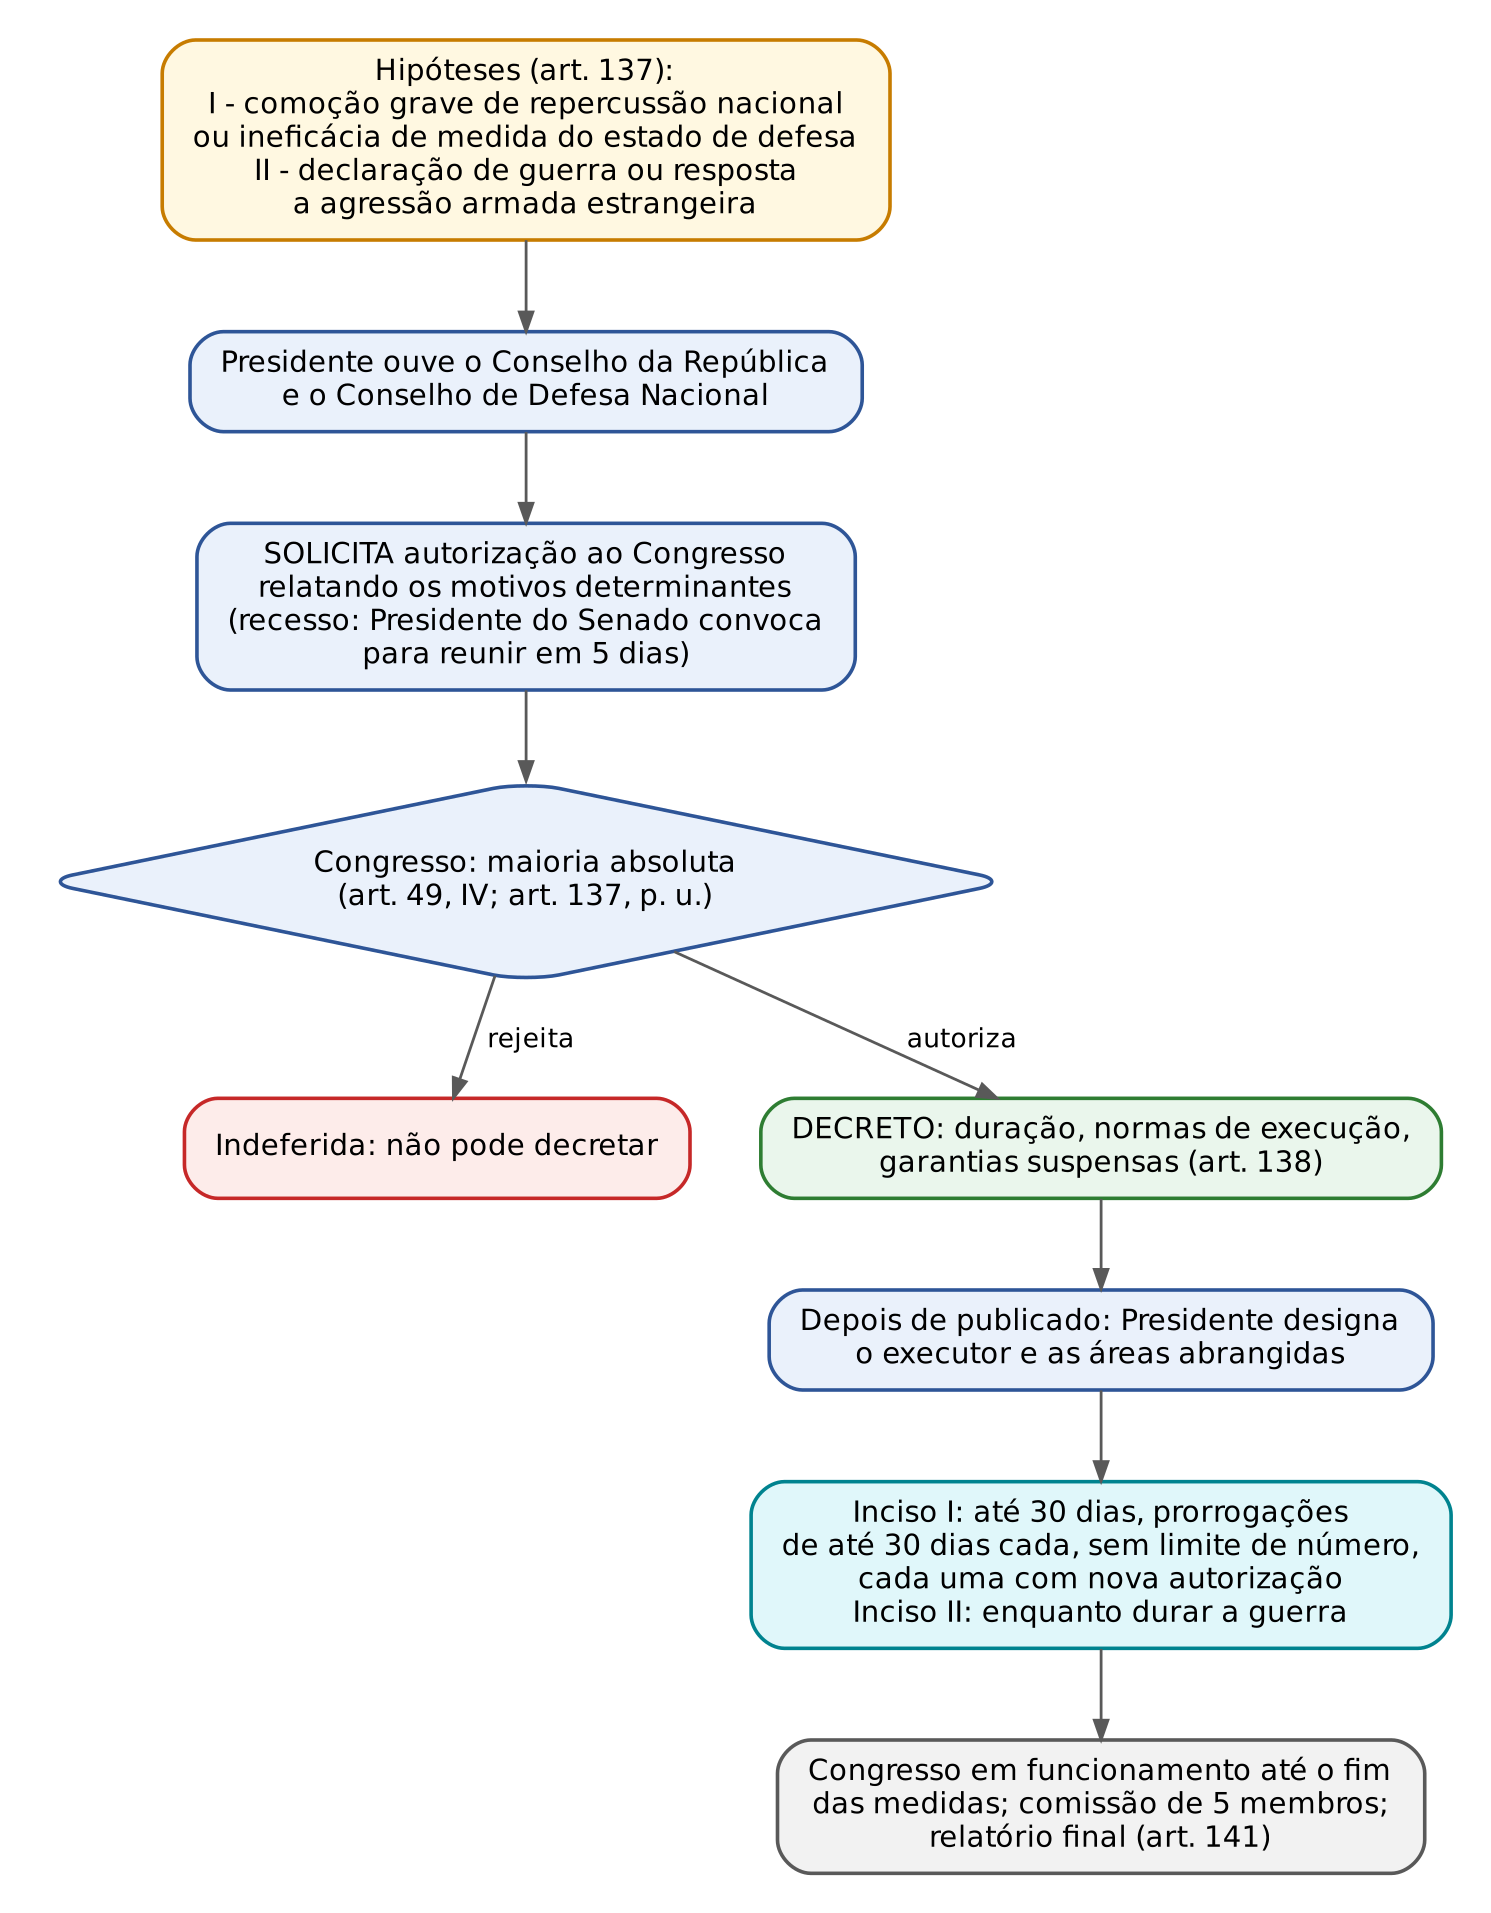 Hipóteses (art. 137):
I - comoção grave de repercussão nacional
ou ineficácia de medida do estado de defesa
II - declaração de guerra ou resposta
a agressão armada estrangeira
Presidente ouve o Conselho da República
e o Conselho de Defesa Nacional
SOLICITA autorização ao Congresso
relatando os motivos determinantes
(recesso: Presidente do Senado convoca
para reunir em 5 dias)
Congresso: maioria absoluta
(art. 49, IV; art. 137, p. u.)
rejeita
autoriza
Indeferida: não pode decretar
DECRETO: duração, normas de execução,
garantias suspensas (art. 138)
Depois de publicado: Presidente designa
o executor e as áreas abrangidas
Inciso I: até 30 dias, prorrogações
de até 30 dias cada, sem limite de número,
cada uma com nova autorização
Inciso II: enquanto durar a guerra
Congresso em funcionamento até o fim
das medidas; comissão de 5 membros;
relatório final (art. 141)